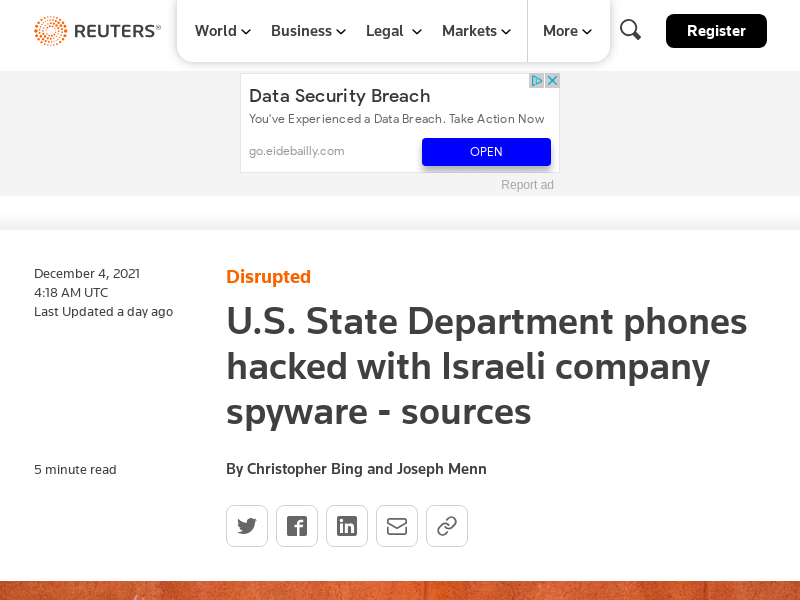 REUTERS®
World
Business
Legal
Markets
More
Register
Data Security Breach
You've Experienced a Data Breach. Take Action Now
go.eidebailly.com
OPEN
Report ad
December 4, 2021
4:18 AM UTC
Last Updated a day ago
Disrupted
U.S. State Department phones
hacked with Israeli company
spyware - sources
5 minute read
By Christopher Bing and Joseph Menn